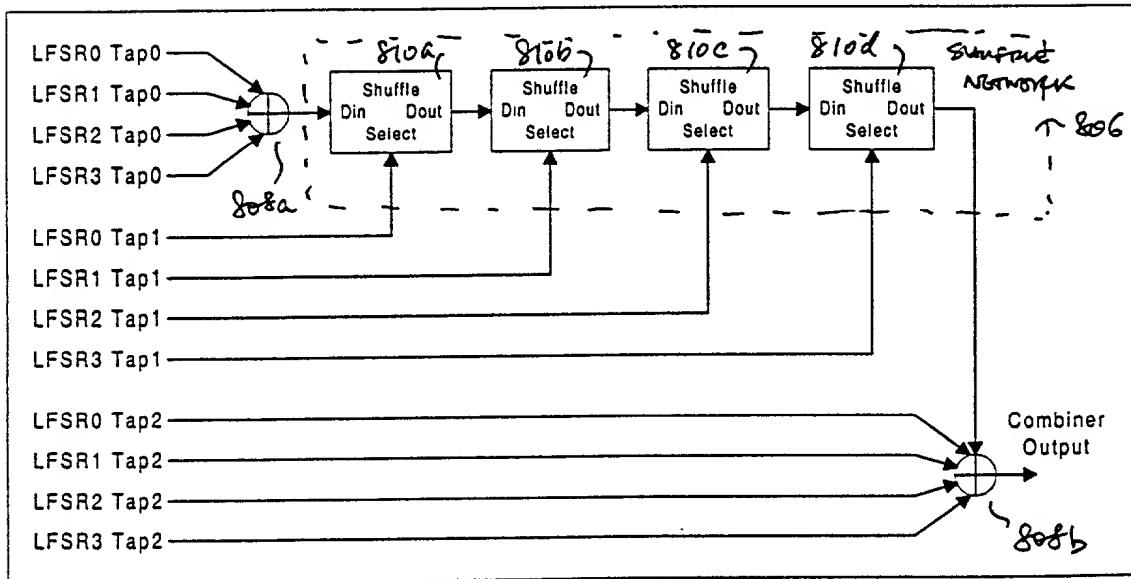 LFSR0 Tap0
LFSR1 Tap0
LFSR2 Tap0
LFSR3 Tap0
808a
810a
810b
810c
810d
SHUFFLE
NETWORK
806
Shuffle
Din Dout
Select
Shuffle
Din Dout
Select
Shuffle
Din Dout
Select
Shuffle
Din Dout
Select
LFSR0 Tap1
LFSR1 Tap1
LFSR2 Tap1
LFSR3 Tap1
LFSR0 Tap2
LFSR1 Tap2
LFSR2 Tap2
LFSR3 Tap2
Combiner
Output
808b